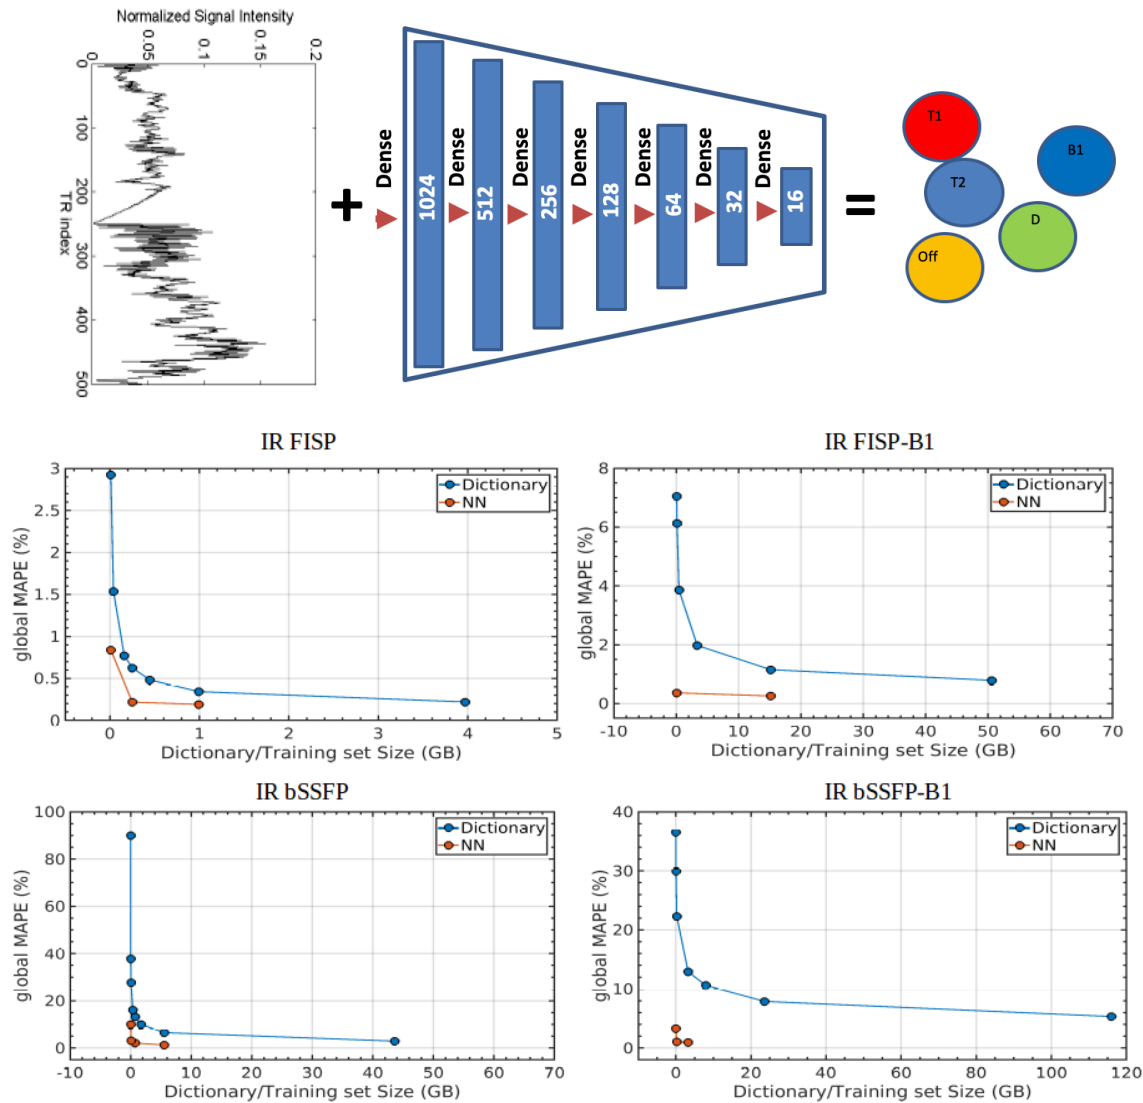 Normalized Signal Intensity
0 0.05 0.1 0.15 0.2
0
100
200
300
400
500
TR index
Dense
1024
Dense
512
Dense
256
Dense
128
Dense
64
Dense
32
Dense
16
+
=
T1
T2
B1
D
Off
IR FISP
global MAPE (%)
3
2.5
2
1.5
1
0.5
0
Dictionary
NN
0 1 2 3 4 5
Dictionary/Training set Size (GB)
IR FISP-B1
global MAPE (%)
8
6
4
2
0
Dictionary
NN
-10 0 10 20 30 40 50 60 70
Dictionary/Training set Size (GB)
IR bSSFP
global MAPE (%)
100
80
60
40
20
0
Dictionary
NN
-10 0 10 20 30 40 50 60 70
Dictionary/Training set Size (GB)
IR bSSFP-B1
global MAPE (%)
40
30
20
10
0
Dictionary
NN
0 20 40 60 80 100 120
Dictionary/Training set Size (GB)